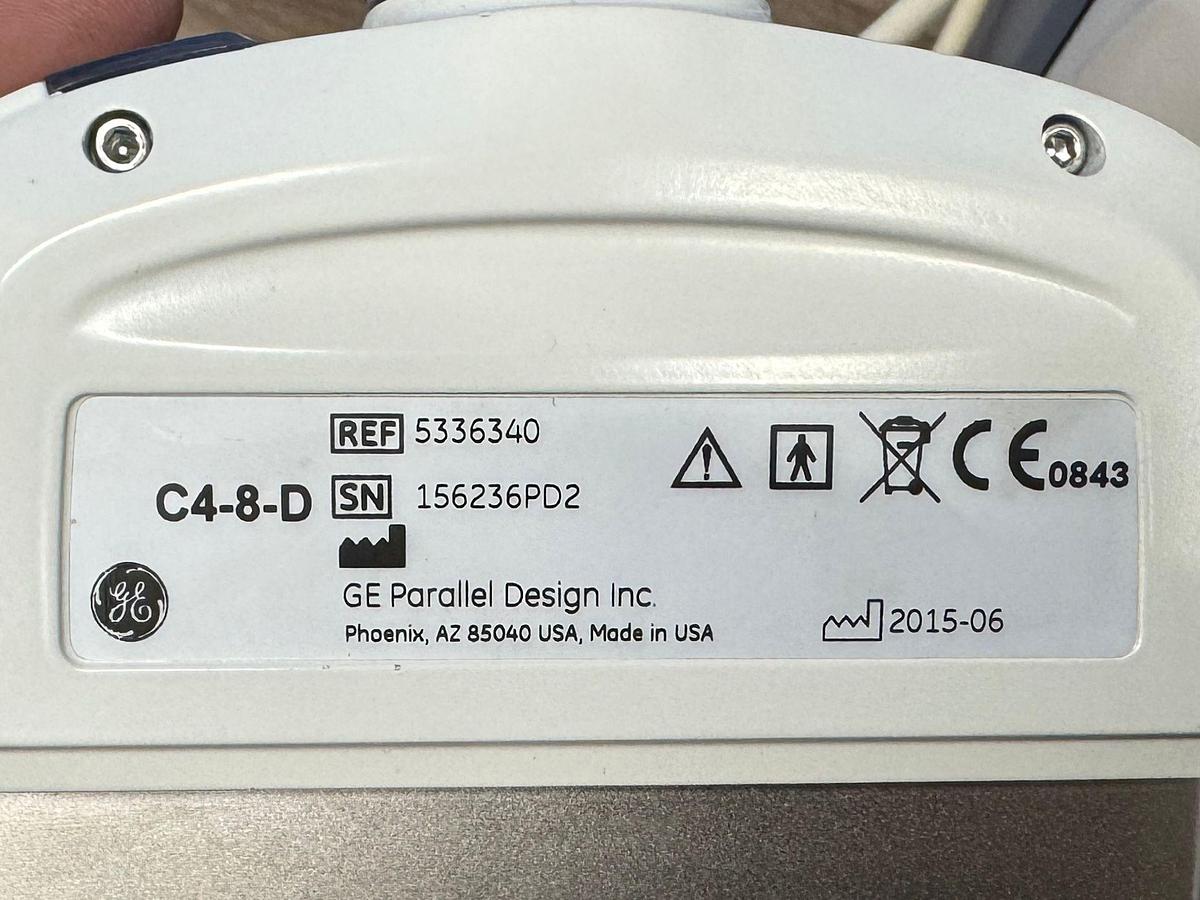 REF 5336340
C4-8-D SN 156236PD2
CE 0843
GE
GE Parallel Design Inc.
Phoenix, AZ 85040 USA, Made in USA
2015-06